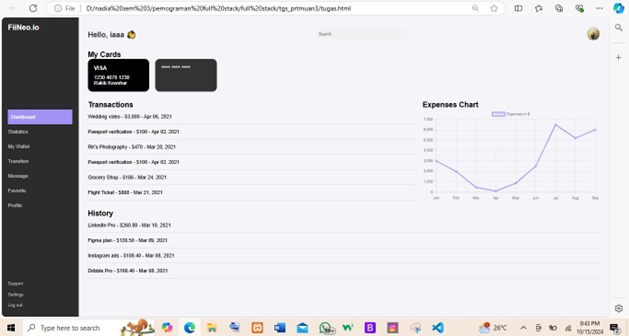 File
D:/nadia%20sem%203/pemograman%20full%20stack/full%20stack/tgs_prtmuan3/tugas.html
FiiNeo.io
Hello, iaaa
Search
My Cards
VISA
1230 4670 1230
Rakib Kowshar
**** **** ****
Dashboard
Statistics
My Wallet
Transfers
Message
Favorite
Profile
Support
Settings
Log out
Transactions
Wedding video - $3,000 - Apr 06, 2021
Passport verification - $100 - Apr 02, 2021
RK's Photography - $470 - Mar 28, 2021
Passport verification - $100 - Apr 02, 2021
Grocery Shop - $106 - Mar 24, 2021
Flight Ticket - $800 - Mar 21, 2021
Expenses Chart
Expenses in $
7,000
6,000
5,000
4,000
3,000
2,000
1,000
0
Jan Feb Mar Apr May Jun Jul Aug Sep
History
LinkedIn Pro - $260.80 - Mar 10, 2021
Figma plan - $120.50 - Mar 09, 2021
Instagram ads - $100.40 - Mar 08, 2021
Dribble Pro - $100.40 - Mar 08, 2021
Type here to search
26°C
8:43 PM
10/15/2024